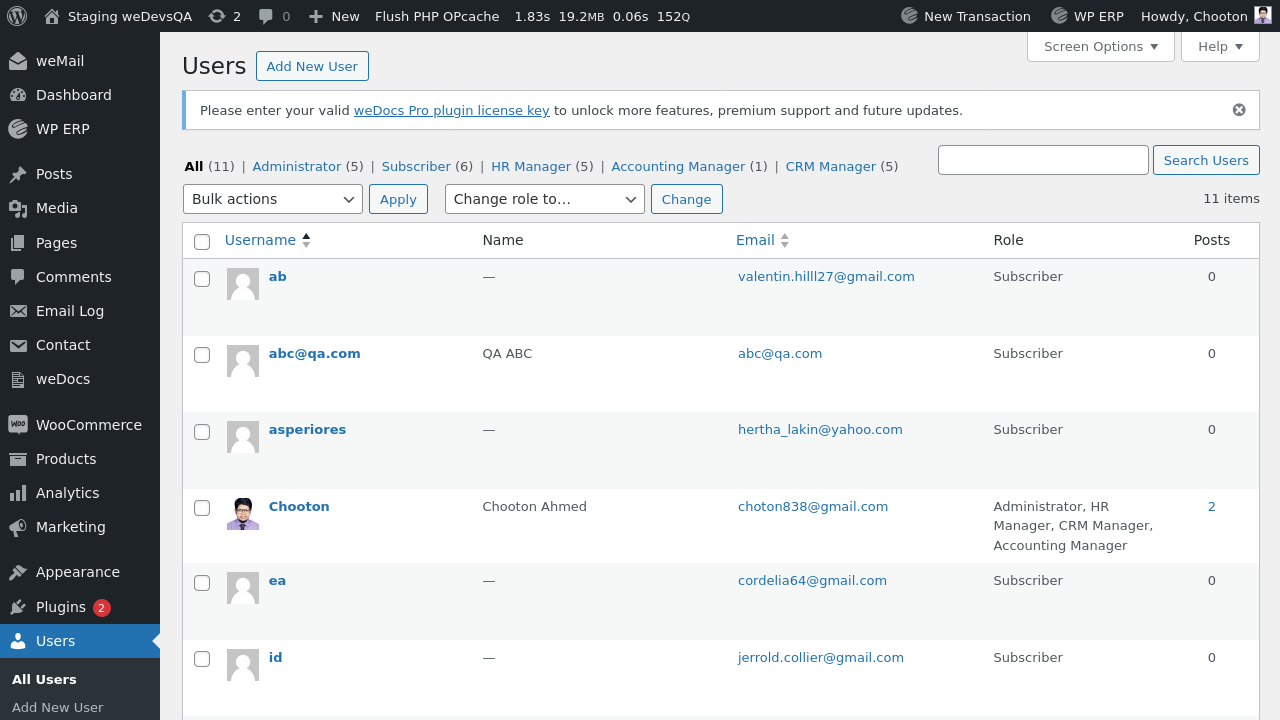 Staging weDevsQA 2 0 New Flush PHP OPcache 1.83s 19.2MB 0.06s 152Q New Transaction WP ERP Howdy, Chooton
weMail
Dashboard
WP ERP
Posts
Media
Pages
Comments
Email Log
Contact
weDocs
WooCommerce
Products
Analytics
Marketing
Appearance
Plugins 2
Users
All Users
Add New User
Screen Options Help
Users Add New User
Please enter your valid weDocs Pro plugin license key to unlock more features, premium support and future updates.
All (11) | Administrator (5) | Subscriber (6) | HR Manager (5) | Accounting Manager (1) | CRM Manager (5)
Search Users
Bulk actions Apply Change role to… Change 11 items
Username Name Email Role Posts
ab — valentin.hilll27@gmail.com Subscriber 0
abc@qa.com QA ABC abc@qa.com Subscriber 0
asperiores — hertha_lakin@yahoo.com Subscriber 0
Chooton Chooton Ahmed choton838@gmail.com Administrator, HR 2
Manager, CRM Manager,
Accounting Manager
ea — cordelia64@gmail.com Subscriber 0
id — jerrold.collier@gmail.com Subscriber 0